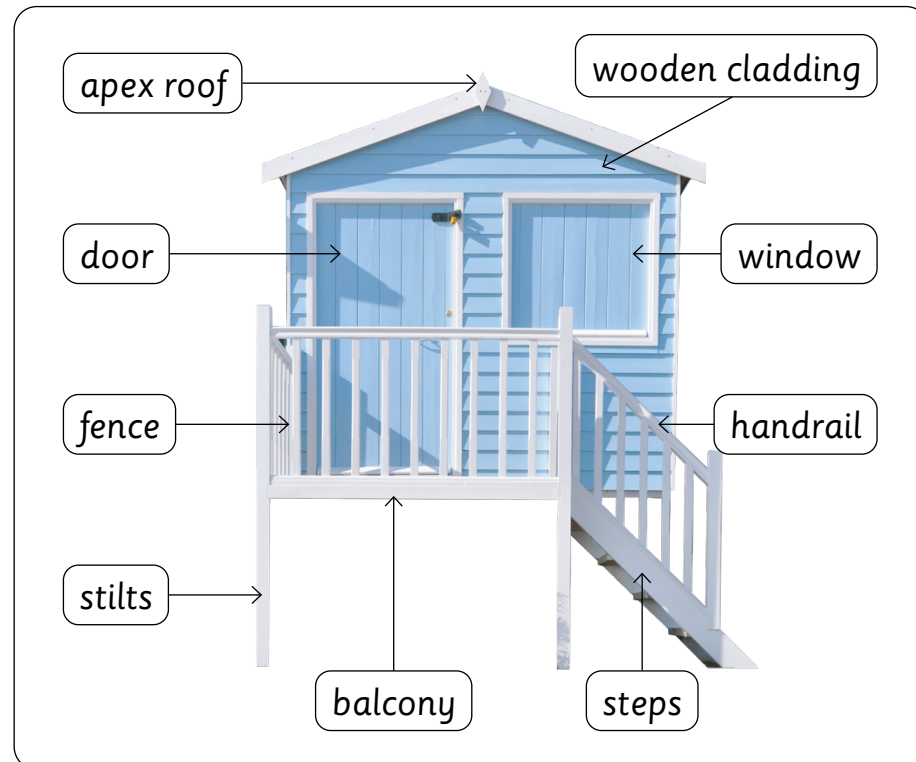 apex roof
wooden cladding
door
window
fence
handrail
stilts
balcony
steps